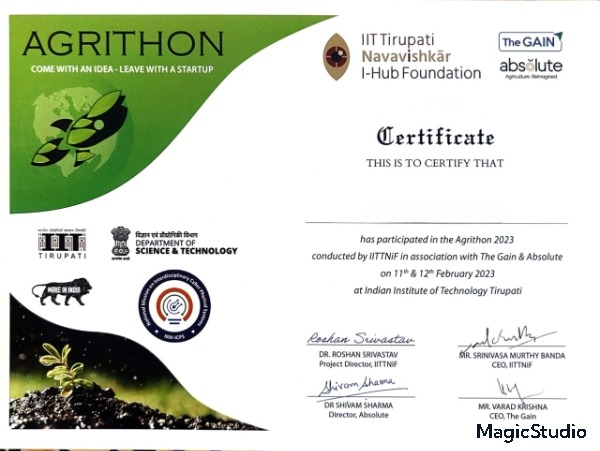 AGRITHON
COME WITH AN IDEA - LEAVE WITH A STARTUP
IIT Tirupati
Navavishkār
I-Hub Foundation
The GAIN
absolute
Agriculture. Reimagined
Certificate
THIS IS TO CERTIFY THAT
has participated in the Agrithon 2023
conducted by IITTNiF in association with The Gain & Absolute
on 11th & 12th February 2023
at Indian Institute of Technology Tirupati
TIRUPATI
विज्ञान एवं प्रौद्योगिकी विभाग
DEPARTMENT OF
SCIENCE & TECHNOLOGY
MAKE IN INDIA
National Mission on Interdisciplinary Cyber-Physical Systems
NM-ICPS
Roshan Srivastav
DR. ROSHAN SRIVASTAV
Project Director, IITTNiF
MR. SRINIVASA MURTHY BANDA
CEO, IITTNiF
Shivam Sharma
DR SHIVAM SHARMA
Director, Absolute
MR. VARAD KRISHNA
CEO, The Gain
MagicStudio